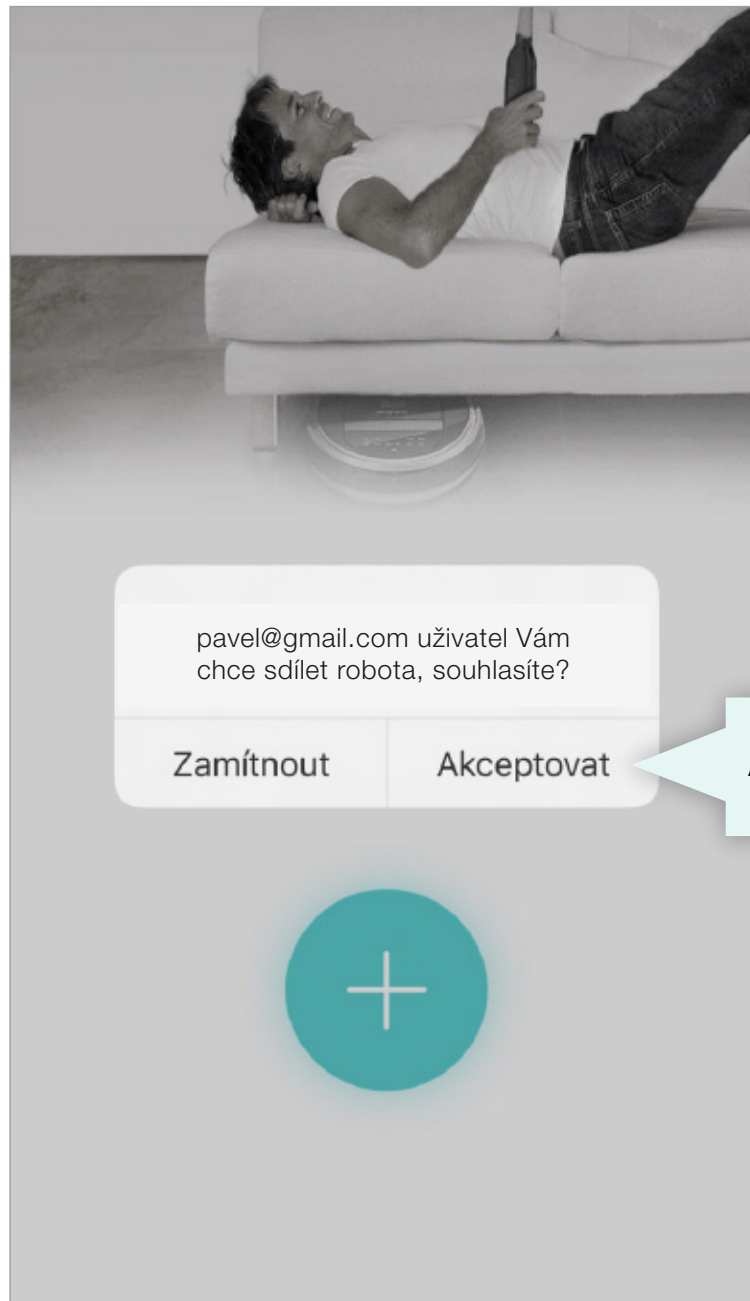 pavel@gmail.com uživatel Vám
chce sdílet robota, souhlasíte?
Zamítnout
Akceptovat